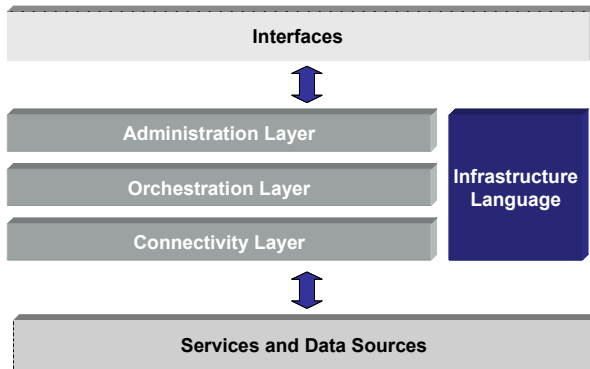 Interfaces
Administration Layer
Orchestration Layer
Connectivity Layer
Infrastructure
Language
Services and Data Sources